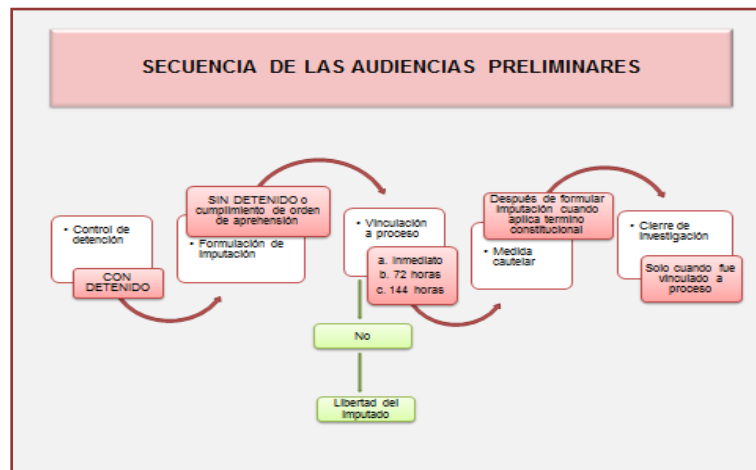 SECUENCIA DE LAS AUDIENCIAS PRELIMINARES
• Control de
detención
CON
DETENIDO
SIN DETENIDO o
cumplimiento de orden
de aprehensión
• Formulación de
Imputación
• Vinculación
a proceso
a. Inmediato
b. 72 horas
c. 144 horas
No
Libertad del
Imputado
Después de formular
Imputación cuando
aplica termino
constitucional
• Medida
cautelar
• Cierre de
Investigación
Solo cuando fue
vinculado a
proceso